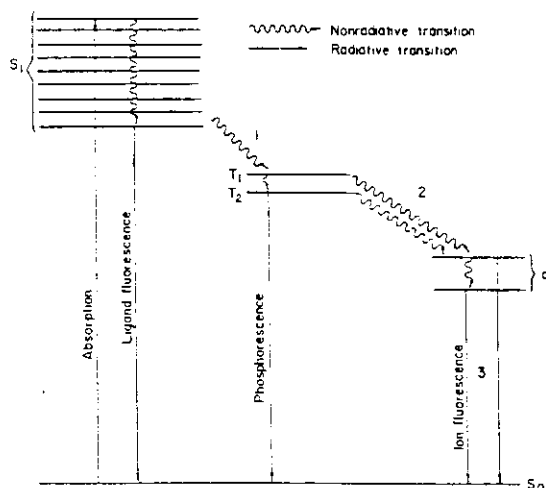 Nonradiative transition
Radiative transition
S₁
1
T₁
T₂
2
Absorption
Ligand fluorescence
Phosphorescence
Ion fluorescence
3
S₀